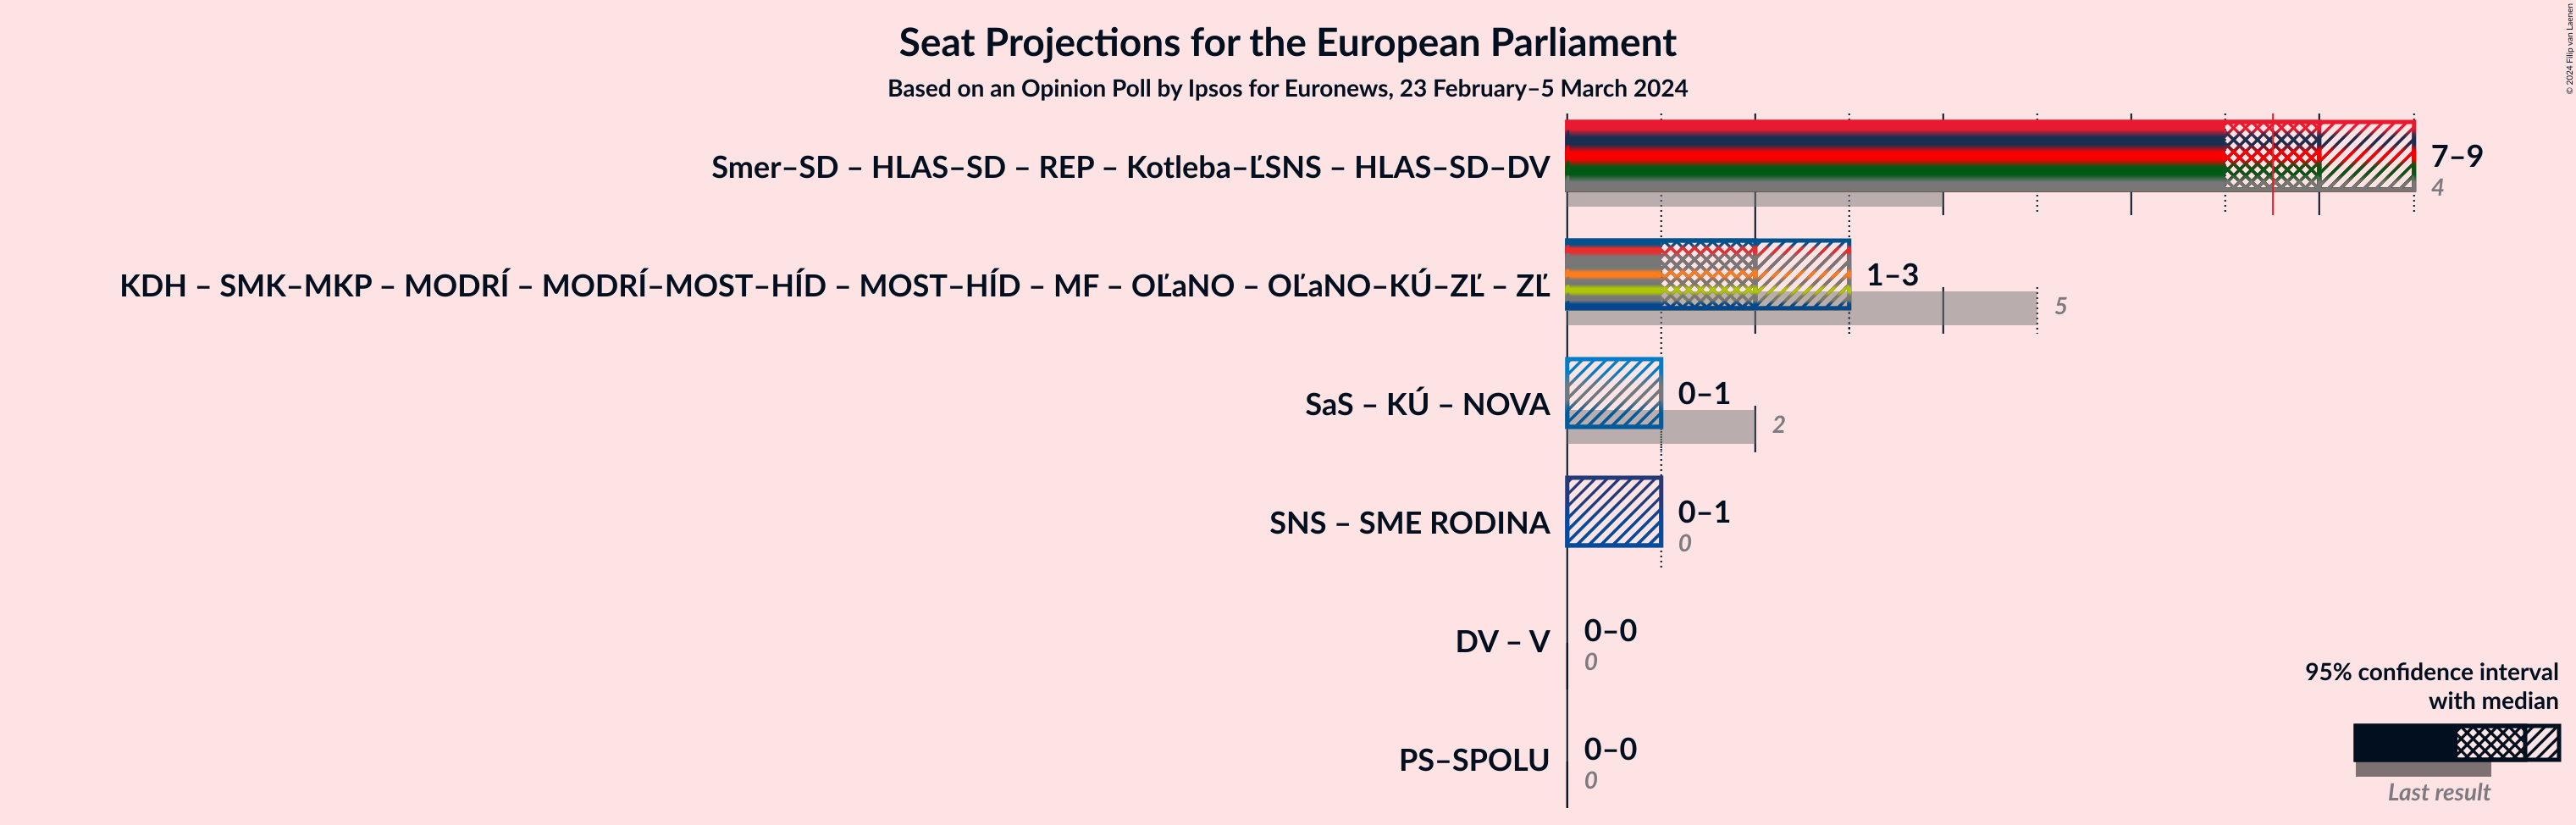 Seat Projections for the European Parliament
Based on an Opinion Poll by Ipsos for Euronews, 23 February–5 March 2024
© 2024 Filip van Laenen
Smer–SD – HLAS–SD – REP – Kotleba–ĽSNS – HLAS–SD–DV
7–9
4
KDH – SMK–MKP – MODRÍ – MODRÍ–MOST–HÍD – MOST–HÍD – MF – OĽaNO – OĽaNO–KÚ–ZĽ – ZĽ
1–3
5
SaS – KÚ – NOVA
0–1
2
SNS – SME RODINA
0–1
0
DV – V
0–0
0
PS–SPOLU
0–0
0
95% confidence interval
with median
Last result